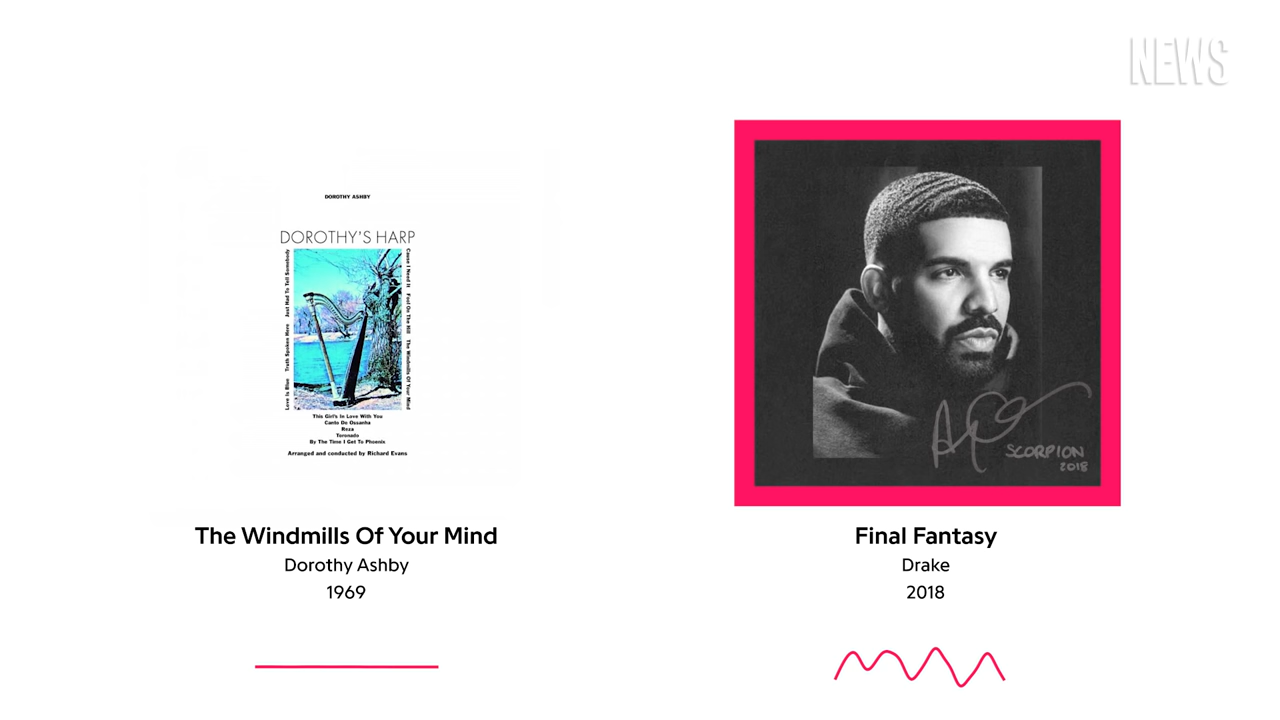 NEWS
DOROTHY ASHBY
DOROTHY'S HARP
Love Is Blue Truth Spoken Here Just Had To Tell Somebody
Cause I Need It Fool On The Hill The Windmills Of Your Mind
This Girl's In Love With You
Canto De Ossanha
Reza
Toronado
By The Time I Get To Phoenix
Arranged and conducted by Richard Evans
The Windmills Of Your Mind
Dorothy Ashby
1969
SCORPION
2018
Final Fantasy
Drake
2018